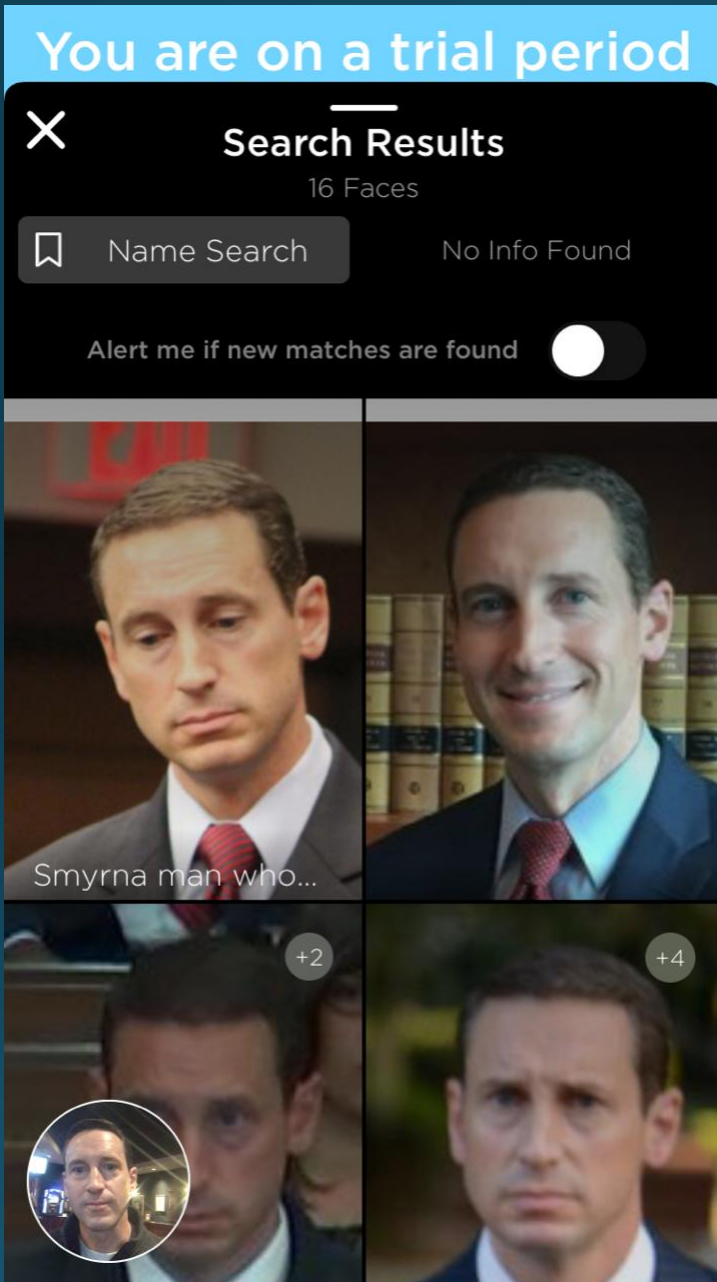 You are on a trial period
Search Results
16 Faces
Name Search
No Info Found
Alert me if new matches are found
EXIT
Smyrna man who...
+2
+4